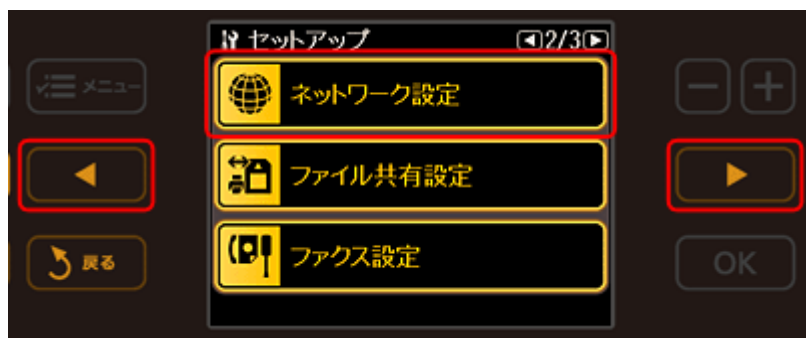 セットアップ ◀2/3▶
メニュー
ネットワーク設定
ファイル共有設定
戻る
ファクス設定
OK